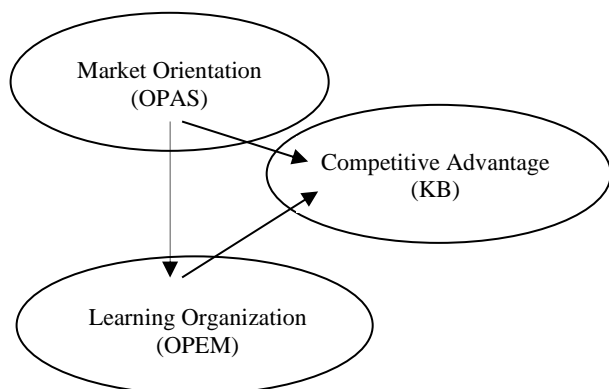 Market Orientation
(OPAS)
Competitive Advantage
(KB)
Learning Organization
(OPEM)